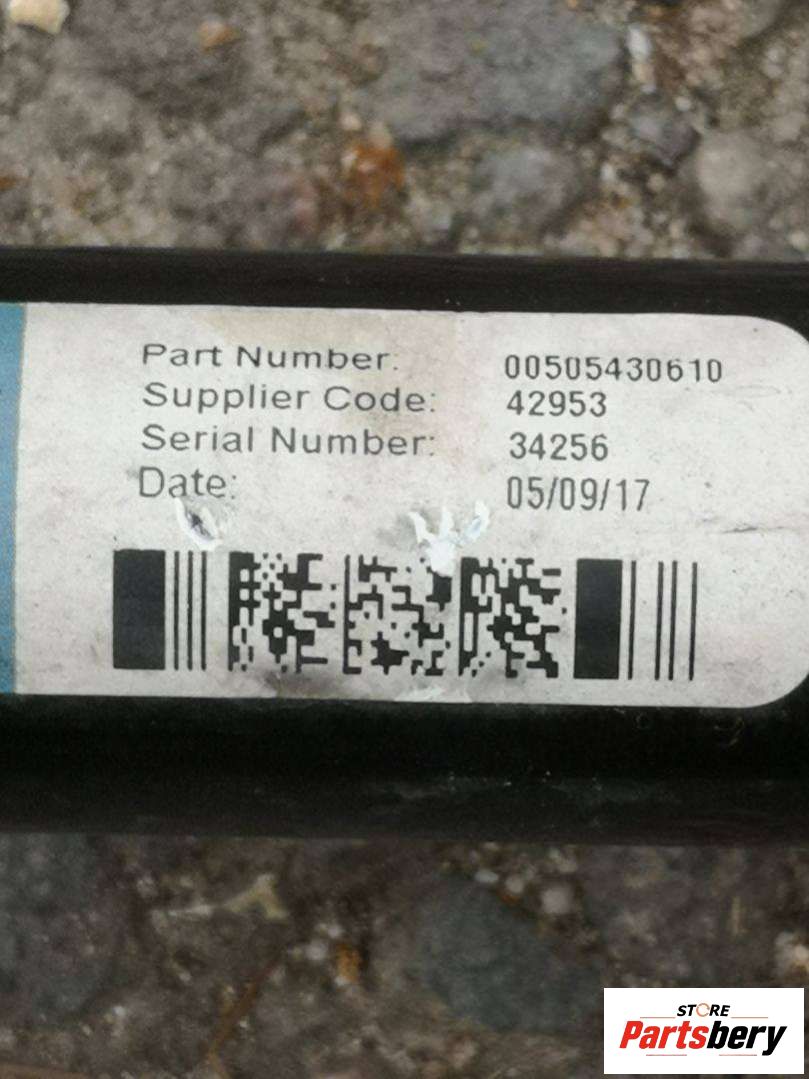 Part Number: 00505430610
Supplier Code: 42953
Serial Number: 34256
Date: 05/09/17
STORE
Partsbery